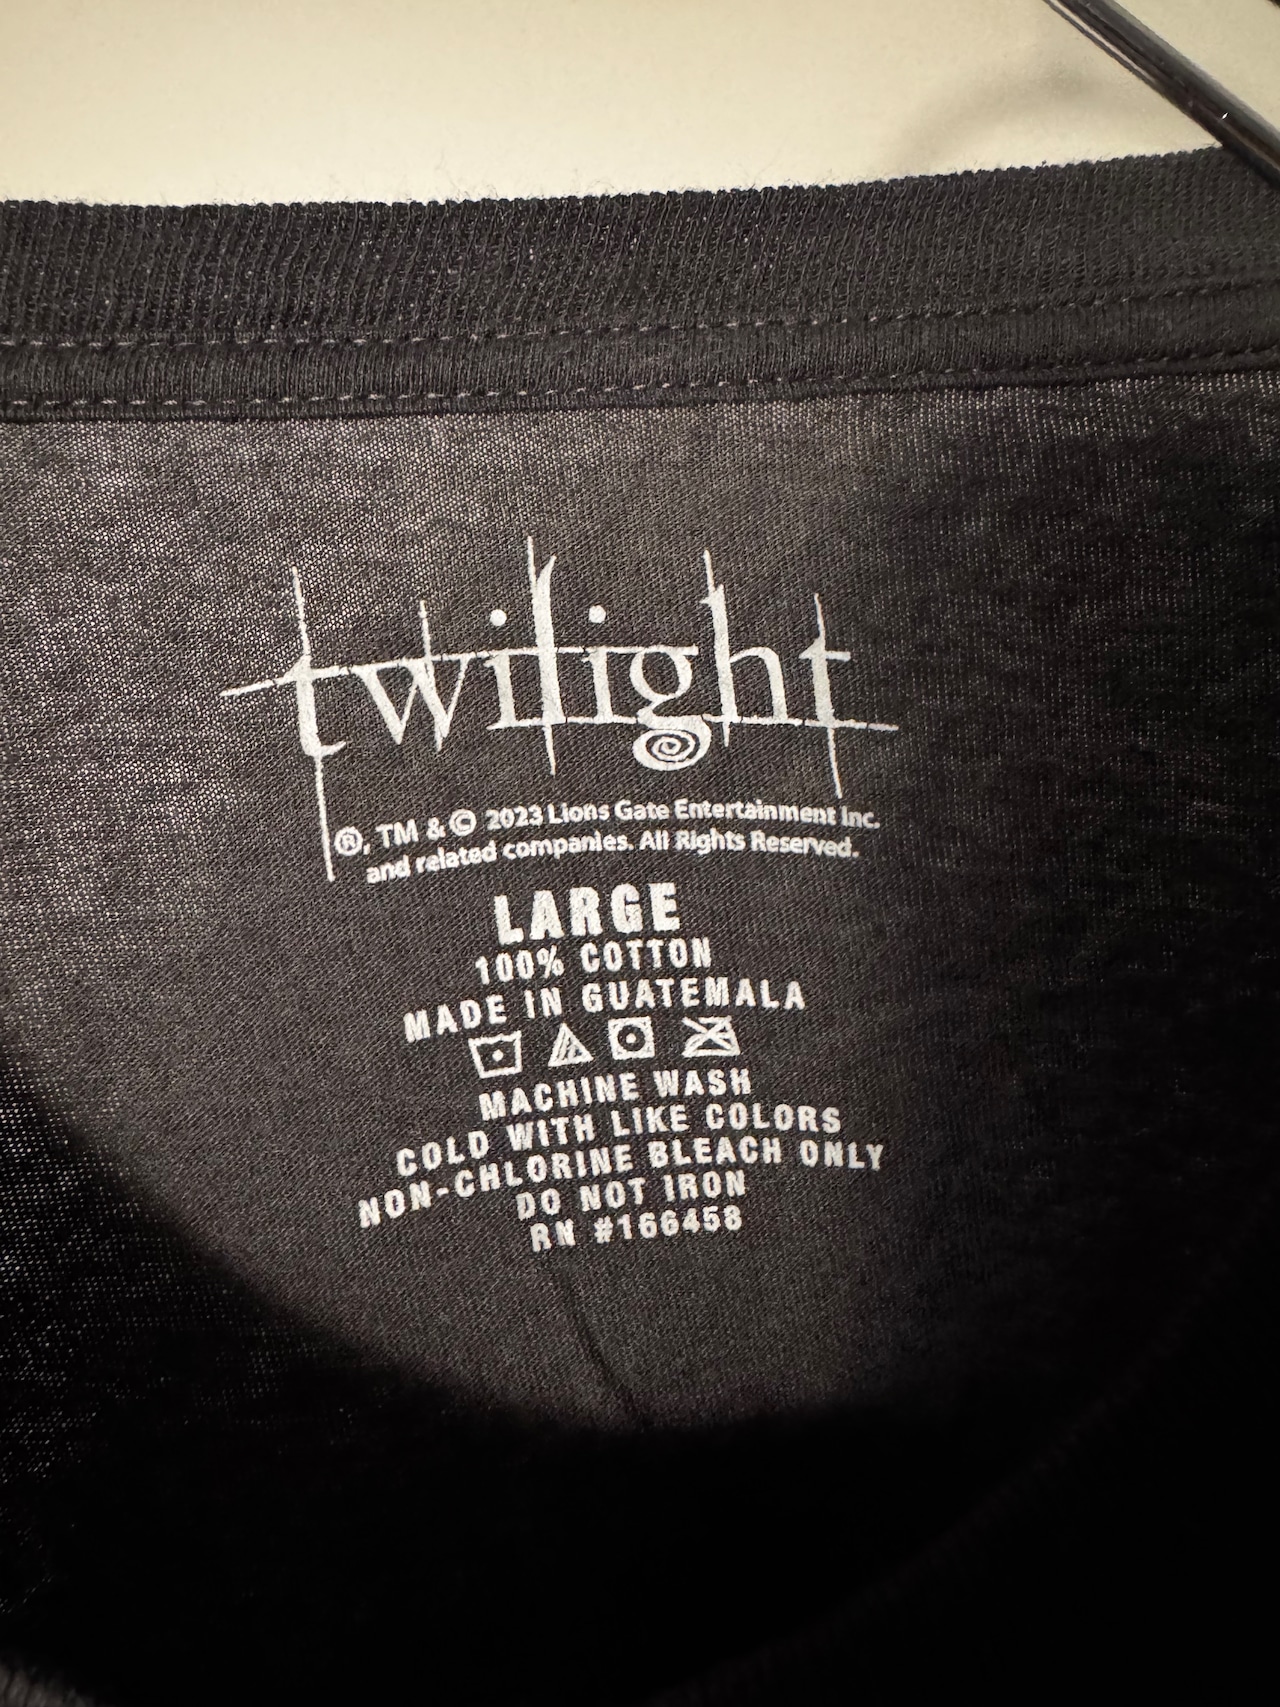 twilight
®, TM & © 2023 Lions Gate Entertainment Inc.
and related companies. All Rights Reserved.
LARGE
100% COTTON
MADE IN GUATEMALA
MACHINE WASH
COLD WITH LIKE COLORS
NON-CHLORINE BLEACH ONLY
DO NOT IRON
RN #166458